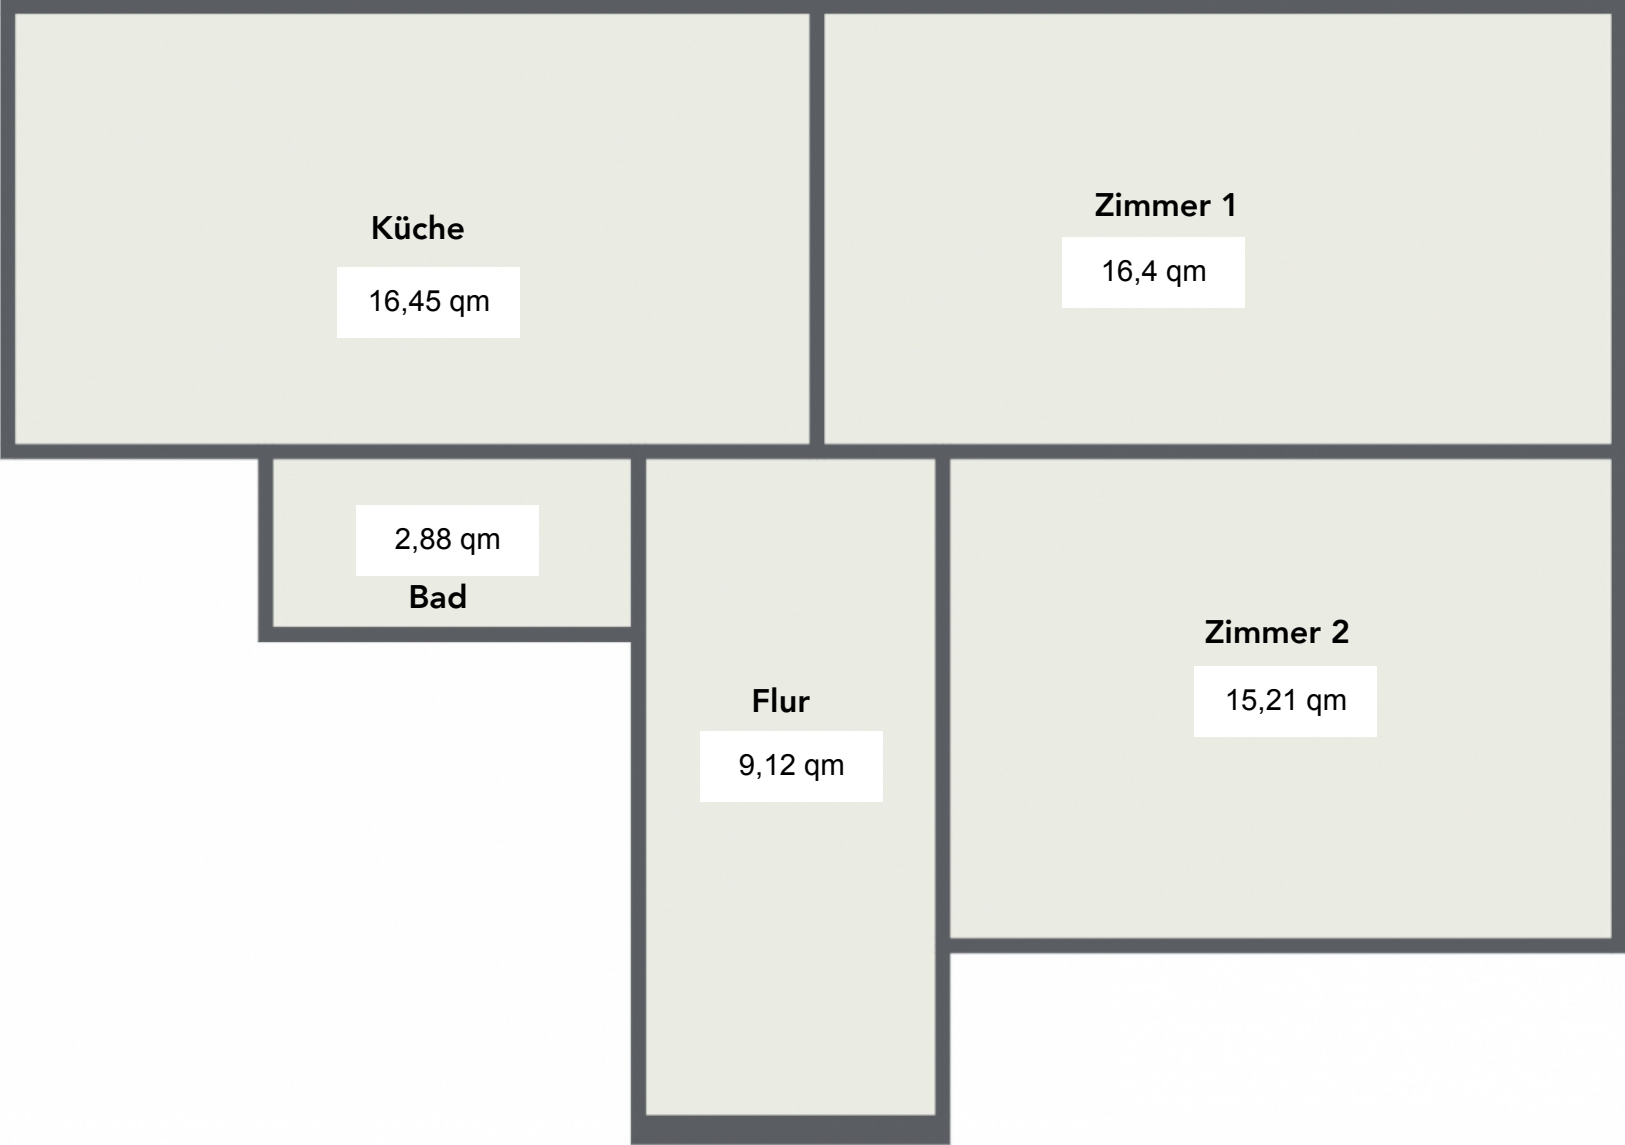 Küche
16,45 qm
Zimmer 1
16,4 qm
2,88 qm
Bad
Flur
9,12 qm
Zimmer 2
15,21 qm